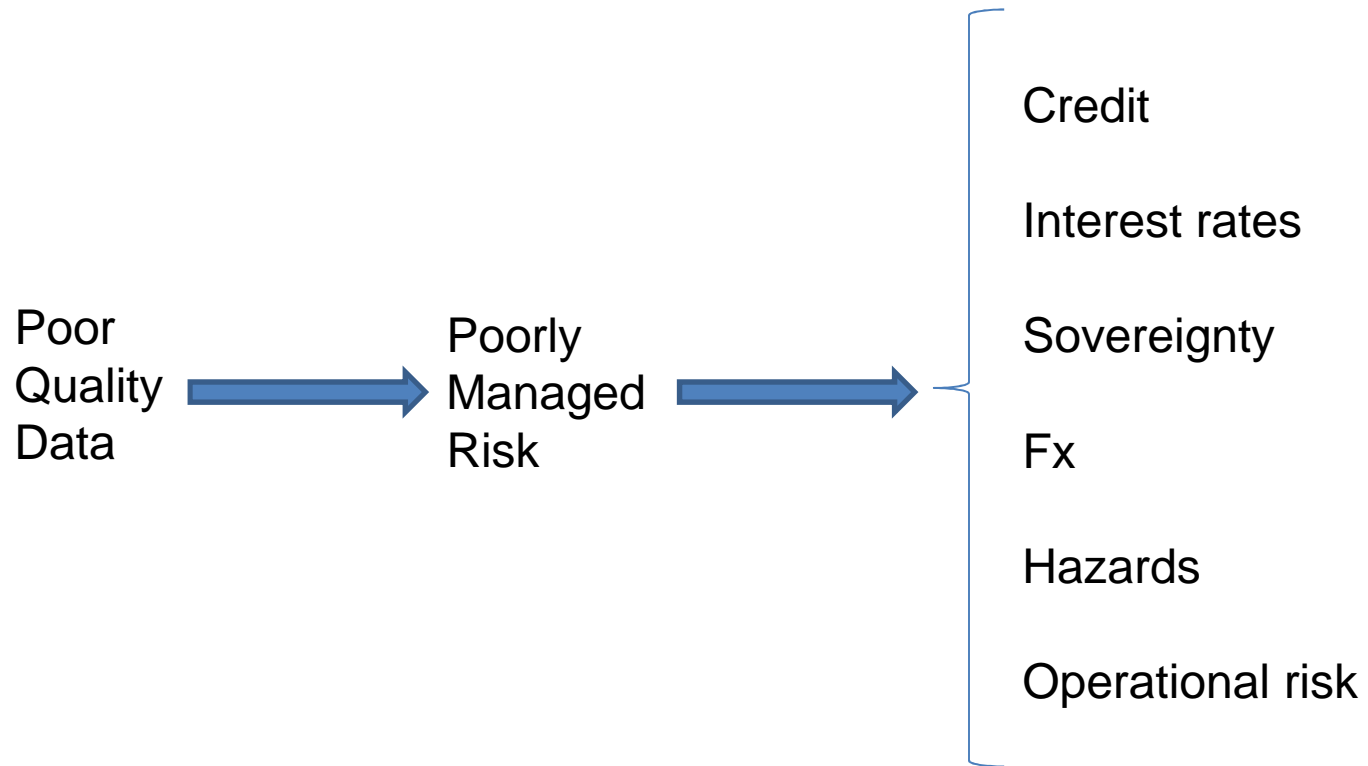 Poor
Quality
Data
Poorly
Managed
Risk
Credit
Interest rates
Sovereignty
Fx
Hazards
Operational risk